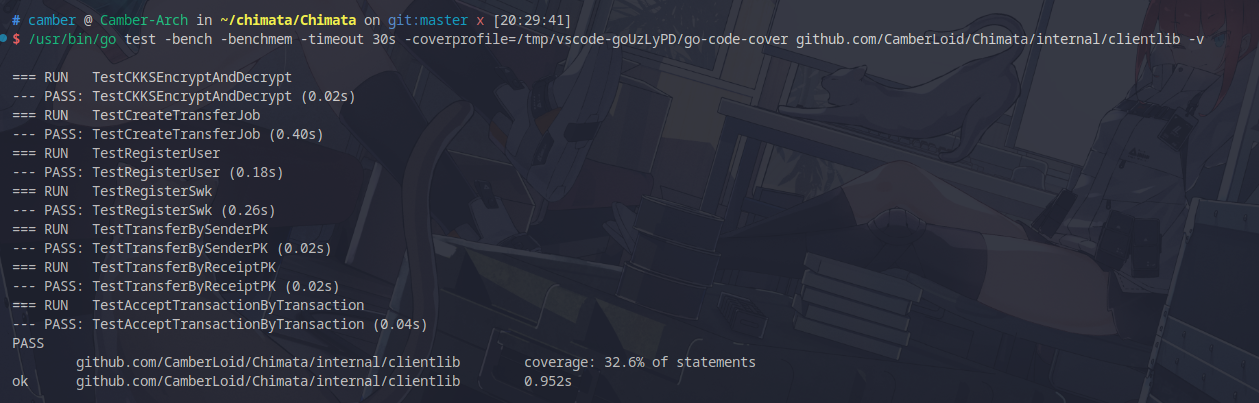 # camber @ Camber-Arch in ~/chimata/Chimata on git:master x [20:29:41]
$ /usr/bin/go test -bench -benchmem -timeout 30s -coverprofile=/tmp/vscode-goUzLyPD/go-code-cover github.com/CamberLoid/Chimata/internal/clientlib -v
=== RUN   TestCKKSEncryptAndDecrypt
--- PASS: TestCKKSEncryptAndDecrypt (0.02s)
=== RUN   TestCreateTransferJob
--- PASS: TestCreateTransferJob (0.40s)
=== RUN   TestRegisterUser
--- PASS: TestRegisterUser (0.18s)
=== RUN   TestRegisterSwk
--- PASS: TestRegisterSwk (0.26s)
=== RUN   TestTransferBySenderPK
--- PASS: TestTransferBySenderPK (0.02s)
=== RUN   TestTransferByReceiptPK
--- PASS: TestTransferByReceiptPK (0.02s)
=== RUN   TestAcceptTransactionByTransaction
--- PASS: TestAcceptTransactionByTransaction (0.04s)
PASS
github.com/CamberLoid/Chimata/internal/clientlib        coverage: 32.6% of statements
ok      github.com/CamberLoid/Chimata/internal/clientlib        0.952s